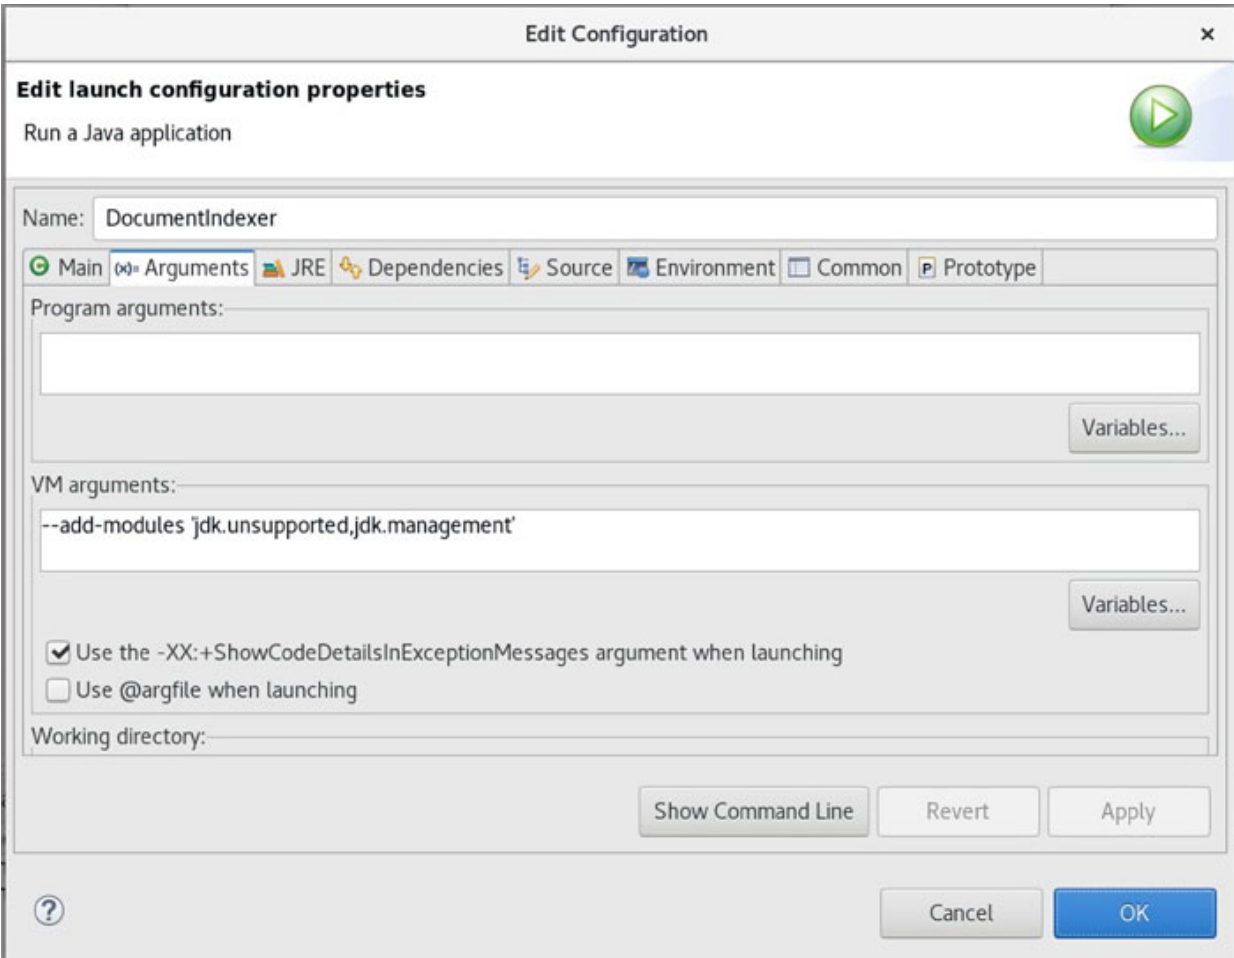 Edit Configuration ×
Edit launch configuration properties
Run a Java application
Name: DocumentIndexer
Main (x)= Arguments JRE Dependencies Source Environment Common P Prototype
Program arguments:
Variables...
VM arguments:
--add-modules 'jdk.unsupported,jdk.management'
Variables...
Use the -XX:+ShowCodeDetailsInExceptionMessages argument when launching
Use @argfile when launching
Working directory:
Show Command Line Revert Apply
? Cancel OK